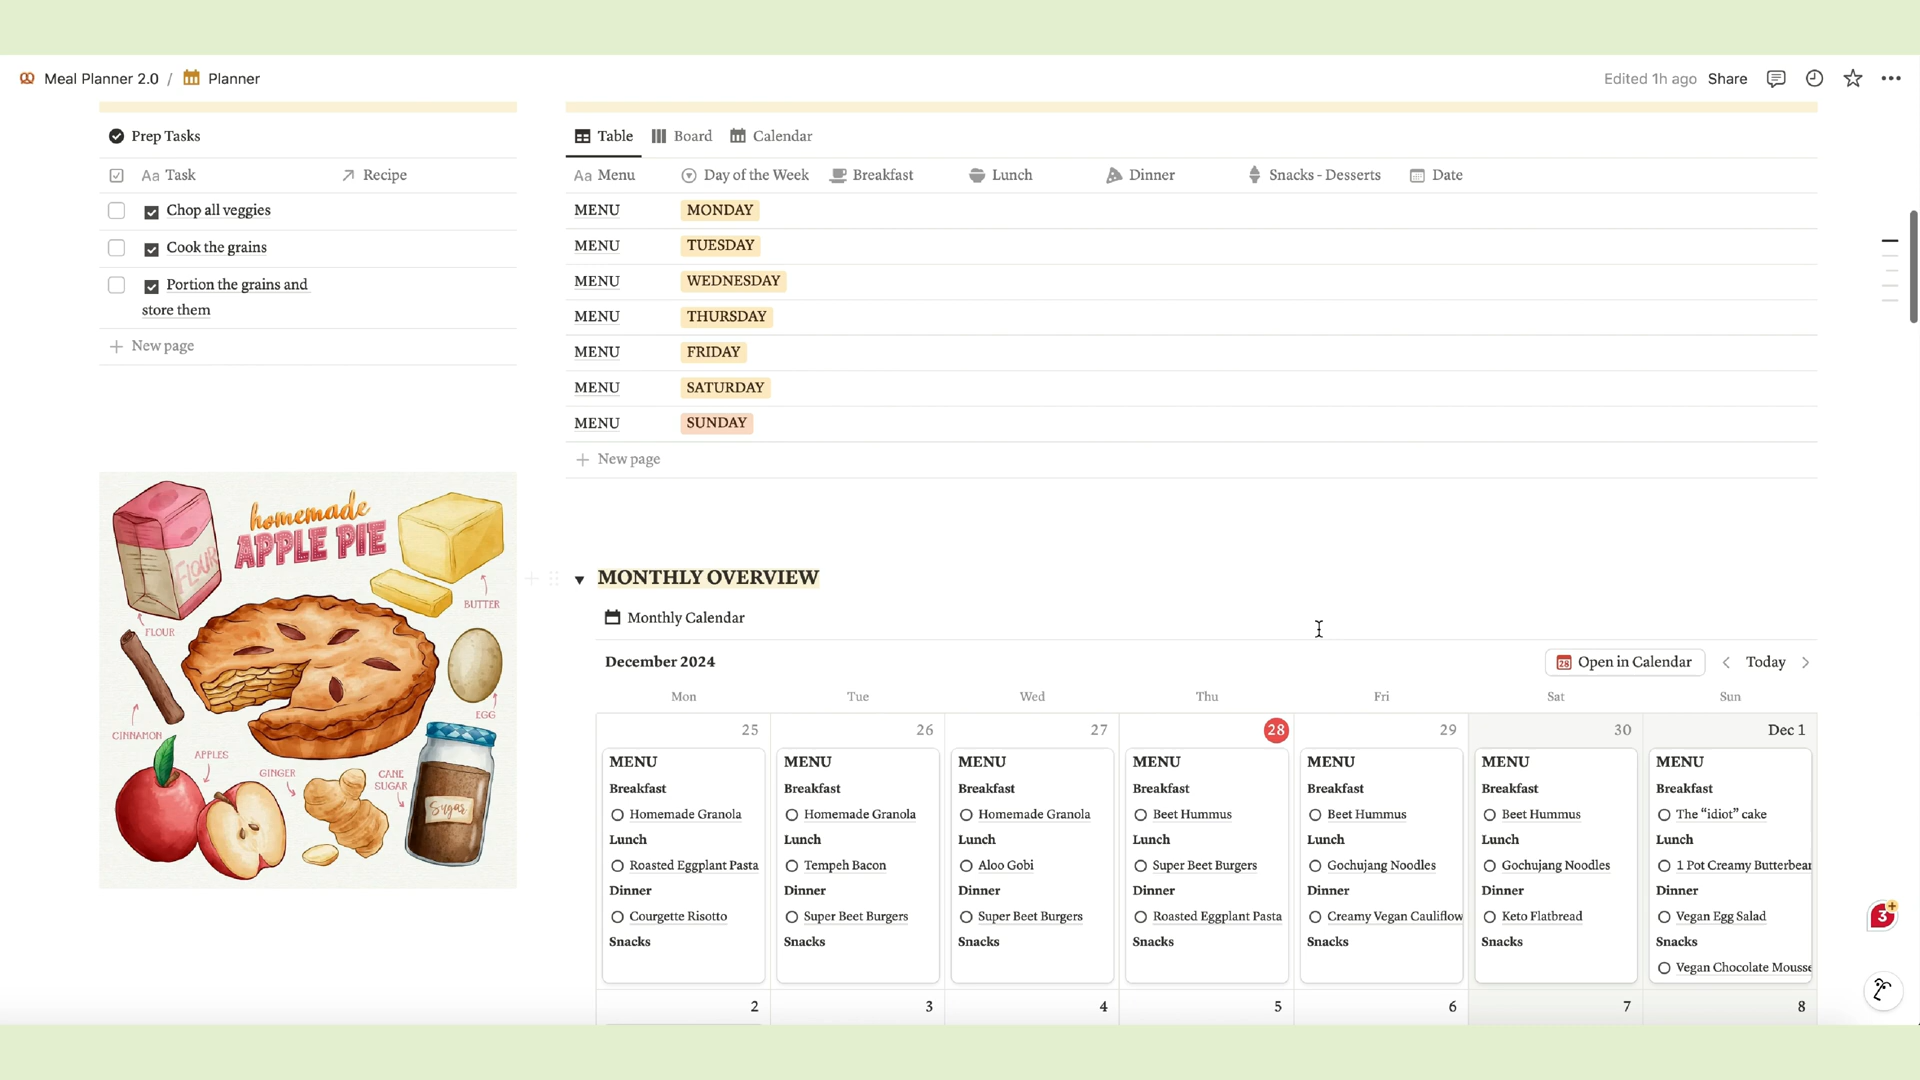 Meal Planner 2.0 / Planner
Edited 1h ago Share
Prep Tasks
Aa Task Recipe
Chop all veggies
Cook the grains
Portion the grains and
store them
+ New page
homemade
APPLE PIE
FLOUR
BUTTER
FLOUR
EGG
CINNAMON
APPLES
GINGER
CANE
SUGAR
Sugar
Table Board Calendar
Aa Menu Day of the Week Breakfast Lunch Dinner Snacks - Desserts Date
MENU MONDAY
MENU TUESDAY
MENU WEDNESDAY
MENU THURSDAY
MENU FRIDAY
MENU SATURDAY
MENU SUNDAY
+ New page
MONTHLY OVERVIEW
Monthly Calendar
December 2024 28 Open in Calendar < Today >
Mon Tue Wed Thu Fri Sat Sun
25 26 27 28 29 30 Dec 1
MENU MENU MENU MENU MENU MENU MENU
Breakfast Breakfast Breakfast Breakfast Breakfast Breakfast Breakfast
Homemade Granola Homemade Granola Homemade Granola Beet Hummus Beet Hummus Beet Hummus The “idiot” cake
Lunch Lunch Lunch Lunch Lunch Lunch Lunch
Roasted Eggplant Pasta Tempeh Bacon Aloo Gobi Super Beet Burgers Gochujang Noodles Gochujang Noodles 1 Pot Creamy Butterbean
Dinner Dinner Dinner Dinner Dinner Dinner Dinner
Courgette Risotto Super Beet Burgers Super Beet Burgers Roasted Eggplant Pasta Creamy Vegan Cauliflow Keto Flatbread Vegan Egg Salad
Snacks Snacks Snacks Snacks Snacks Snacks Snacks
Vegan Chocolate Mousse
2 3 4 5 6 7 8
3